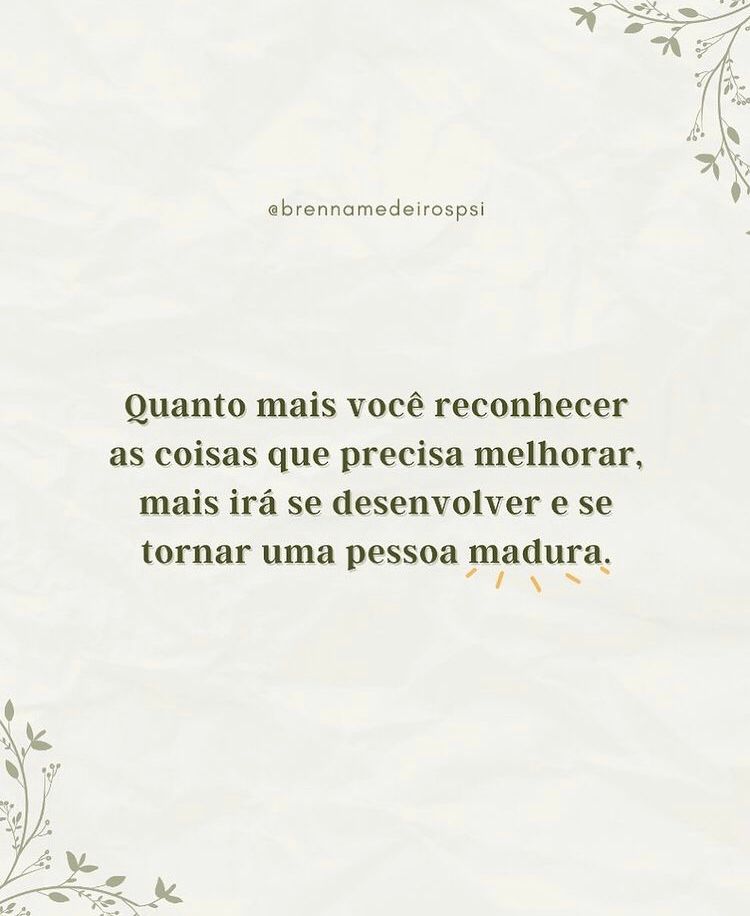 @brennamedeirospsi
Quanto mais você reconhecer
as coisas que precisa melhorar,
mais irá se desenvolver e se
tornar uma pessoa madura.